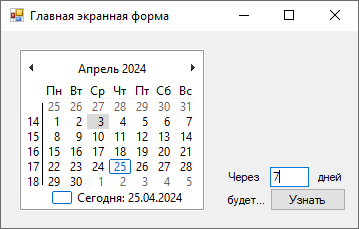 Главная экранная форма
Апрель 2024
Пн Вт Ср Чт Пт Сб Вс
25 26 27 28 29 30 31
14 1 2 3 4 5 6 7
15 8 9 10 11 12 13 14
16 15 16 17 18 19 20 21
17 22 23 24 25 26 27 28
18 29 30 1 2 3 4 5
Сегодня: 25.04.2024
Через 7 дней
будет... Узнать